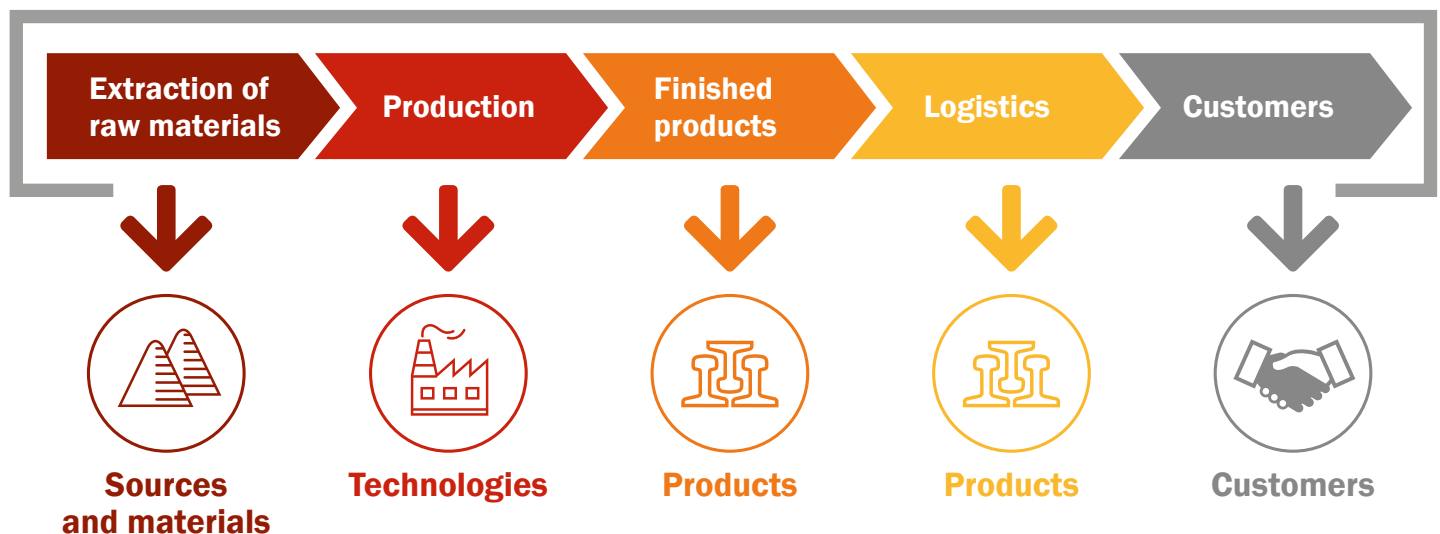 Extraction of
raw materials
Production
Finished
products
Logistics
Customers
Sources
and materials
Technologies
Products
Products
Customers